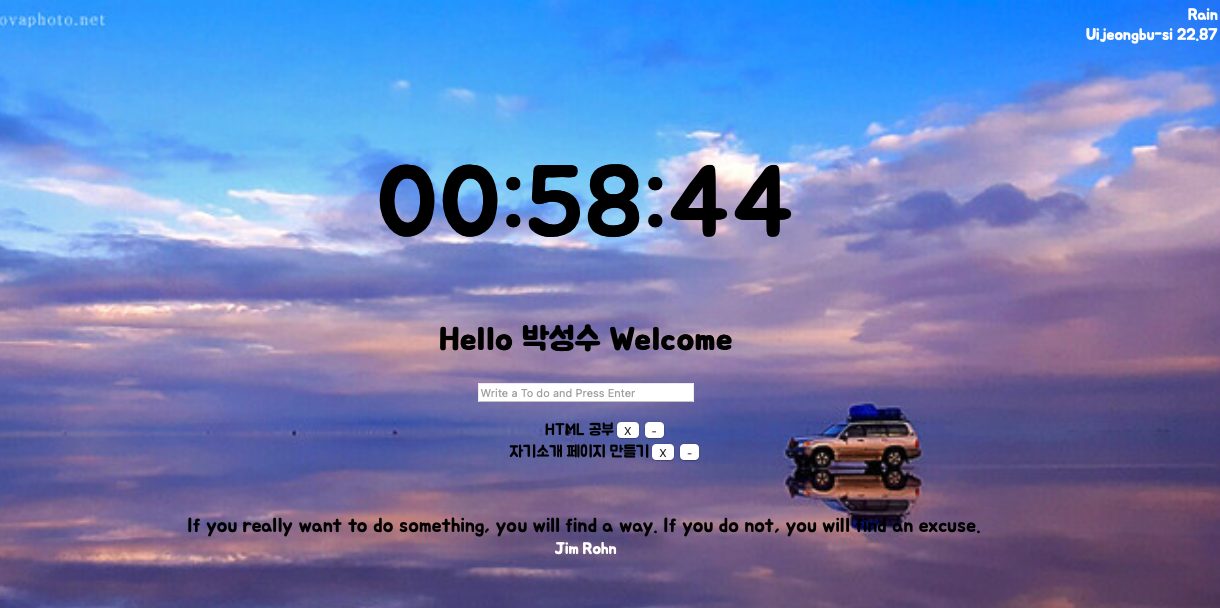 ovaphoto.net
Rain
Uijeongbu-si 22.87
00:58:44
Hello 박성수 Welcome
Write a To do and Press Enter
HTML 공부 X -
자기소개 페이지 만들기 X -
If you really want to do something, you will find a way. If you do not, you will find an excuse.
Jim Rohn